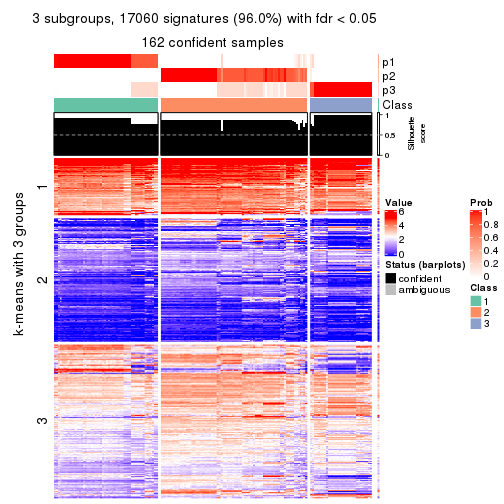 3 subgroups, 17060 signatures (96.0%) with fdr < 0.05
162 confident samples
p1
p2
p3
Class
1
0.5
0
Silhouette
score
k-means with 3 groups
1
2
3
Value
6
4
2
0
Status (barplots)
confident
ambiguous
Prob
1
0.8
0.6
0.4
0.2
0
Class
1
2
3